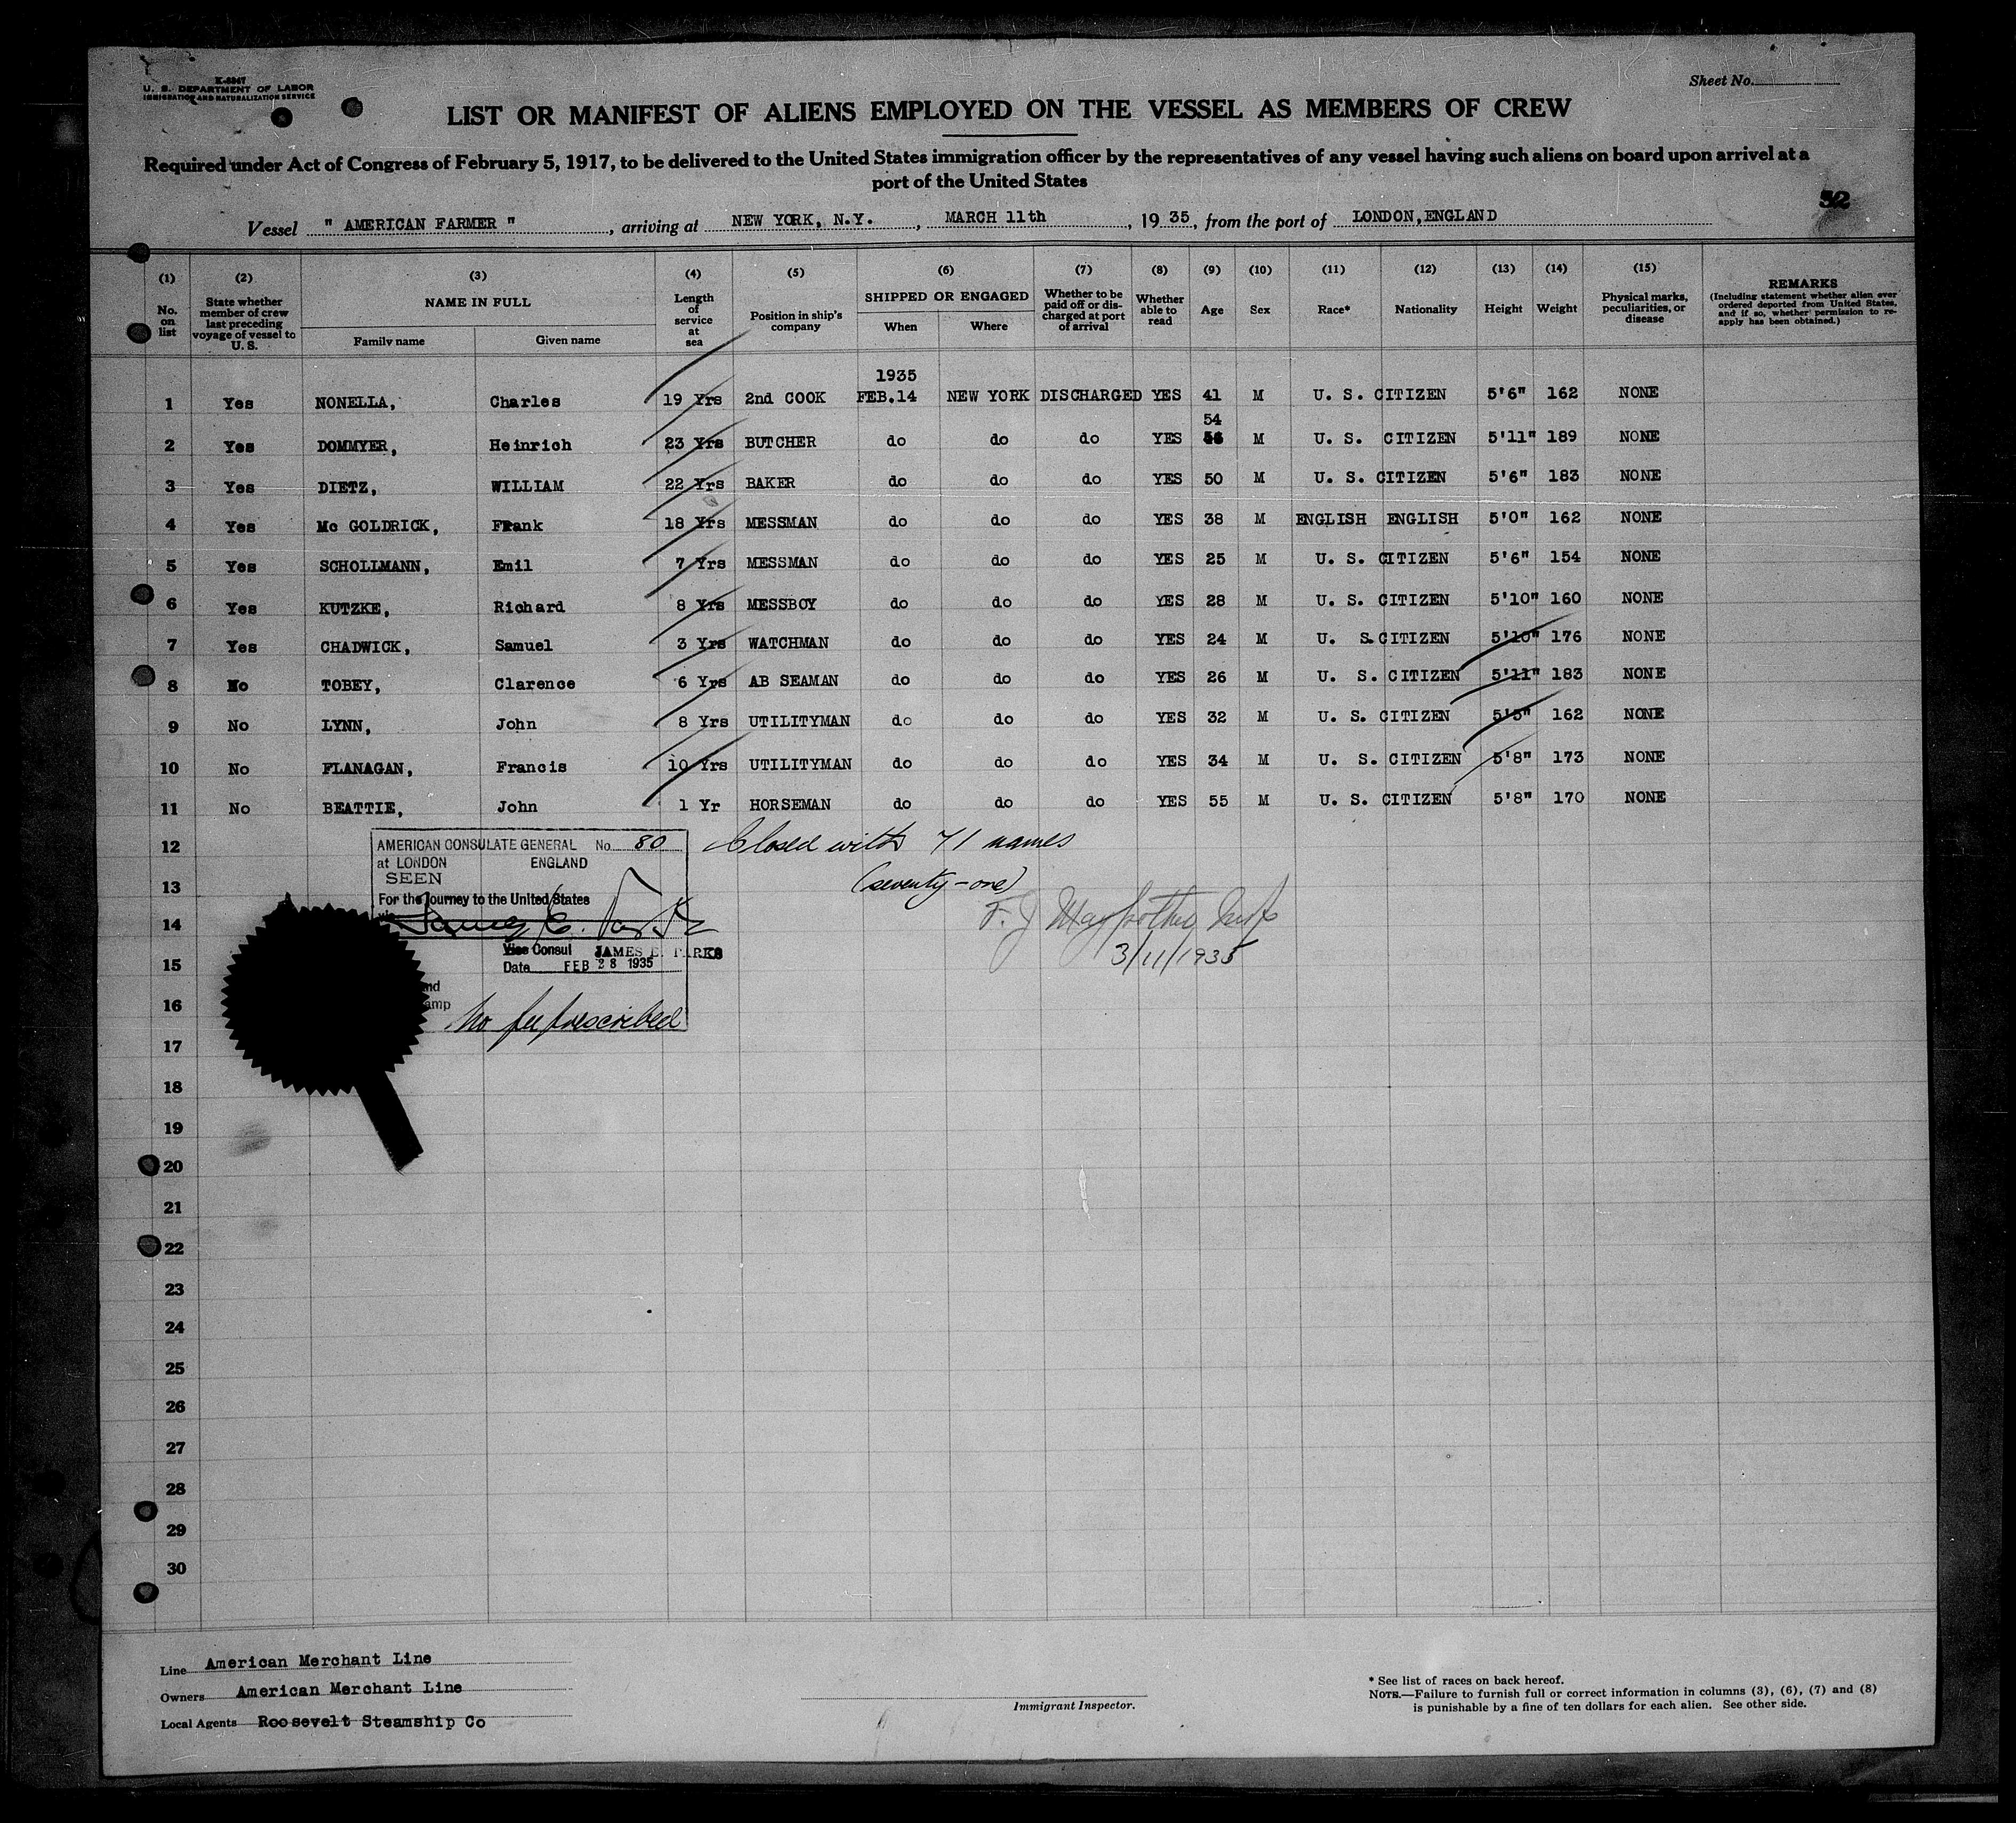 K-6847
U. S. DEPARTMENT OF LABOR
IMMIGRATION AND NATURALIZATION SERVICE
Sheet No.
LIST OR MANIFEST OF ALIENS EMPLOYED ON THE VESSEL AS MEMBERS OF CREW
Required under Act of Congress of February 5, 1917, to be delivered to the United States immigration officer by the representatives of any vessel having such aliens on board upon arrival at a
port of the United States
32
Vessel " AMERICAN FARMER ", arriving at NEW YORK, N.Y., MARCH 11th, 1935, from the port of LONDON, ENGLAND
(1) (2) (3) (4) (5) (6) (7) (8) (9) (10) (11) (12) (13) (14) (15)
No. on list
State whether member of crew last preceding voyage of vessel to U. S.
NAME IN FULL
Family name
Given name
Length of service at sea
Position in ship's company
SHIPPED OR ENGAGED
When
Where
Whether to be paid off or discharged at port of arrival
Whether able to read
Age
Sex
Race*
Nationality
Height
Weight
Physical marks, peculiarities, or disease
REMARKS
(Including statement whether alien ever ordered deported from United States, and if so, whether permission to re-apply has been obtained.)
1935
1 Yes NONELLA, Charles 19 Yrs 2nd COOK FEB.14 NEW YORK DISCHARGED YES 41 M U. S. CITIZEN 5'6" 162 NONE
54
2 Yes DOMMYER, Heinrich 23 Yrs BUTCHER do do do YES M U. S. CITIZEN 5'11" 189 NONE
3 Yes DIETZ, WILLIAM 22 Yrs BAKER do do do YES 50 M U. S. CITIZEN 5'6" 183 NONE
4 Yes Mc GOLDRICK, Frank 18 Yrs MESSMAN do do do YES 38 M ENGLISH ENGLISH 5'0" 162 NONE
5 Yes SCHOLLMANN, Emil 7 Yrs MESSMAN do do do YES 25 M U. S. CITIZEN 5'6" 154 NONE
6 Yes KUTZKE, Richard 8 Yrs MESSBOY do do do YES 28 M U. S. CITIZEN 5'10" 160 NONE
7 Yes CHADWICK, Samuel 3 Yrs WATCHMAN do do do YES 24 M U. S. CITIZEN 5'10" 176 NONE
8 No TOBEY, Clarence 6 Yrs AB SEAMAN do do do YES 26 M U. S. CITIZEN 5'11" 183 NONE
9 No LYNN, John 8 Yrs UTILITYMAN do do do YES 32 M U. S. CITIZEN 5'5" 162 NONE
10 No FLANAGAN, Francis 10 Yrs UTILITYMAN do do do YES 34 M U. S. CITIZEN 5'8" 173 NONE
11 No BEATTIE, John 1 Yr HORSEMAN do do do YES 55 M U. S. CITIZEN 5'8" 170 NONE
12
AMERICAN CONSULATE GENERAL No. 80
at LONDON ENGLAND
SEEN
For the journey to the United States
via
Vice Consul JAMES E. PARKS
Date FEB 28 1935
No fee prescribed
Closed with 71 names
(seventy-one)
F. J.
3/11/1935
13
14
15
16
17
18
19
20
21
22
23
24
25
26
27
28
29
30
Line American Merchant Line
Owners American Merchant Line
Local Agents Roosevelt Steamship Co
Immigrant Inspector.
* See list of races on back hereof.
NOTE.—Failure to furnish full or correct information in columns (3), (6), (7) and (8)
is punishable by a fine of ten dollars for each alien. See other side.